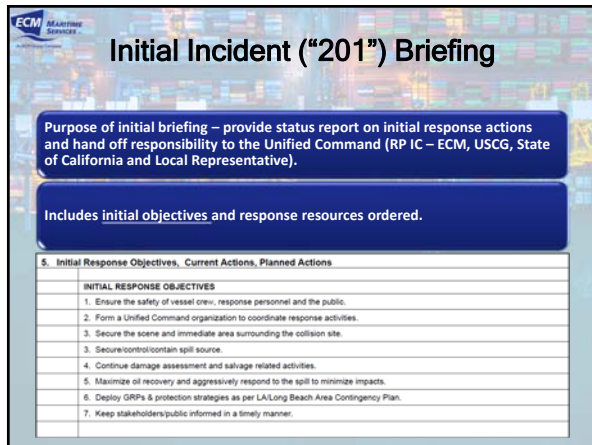 ECM MARITIME
SERVICES
Initial Incident (“201”) Briefing
Purpose of initial briefing – provide status report on initial response actions
and hand off responsibility to the Unified Command (RP IC – ECM, USCG, State
of California and Local Representative).
Includes initial objectives and response resources ordered.
5. Initial Response Objectives, Current Actions, Planned Actions
INITIAL RESPONSE OBJECTIVES
1. Ensure the safety of vessel crew, response personnel and the public.
2. Form a Unified Command organization to coordinate response activities.
3. Secure the scene and immediate area surrounding the collision site.
4. Secure/control/contain spill source.
4. Continue damage assessment and salvage related activities.
5. Maximize oil recovery and aggressively respond to the spill to minimize impacts.
6. Deploy GRPs & protection strategies as per LA/Long Beach Area Contingency Plan.
7. Keep stakeholders/public informed in a timely manner.